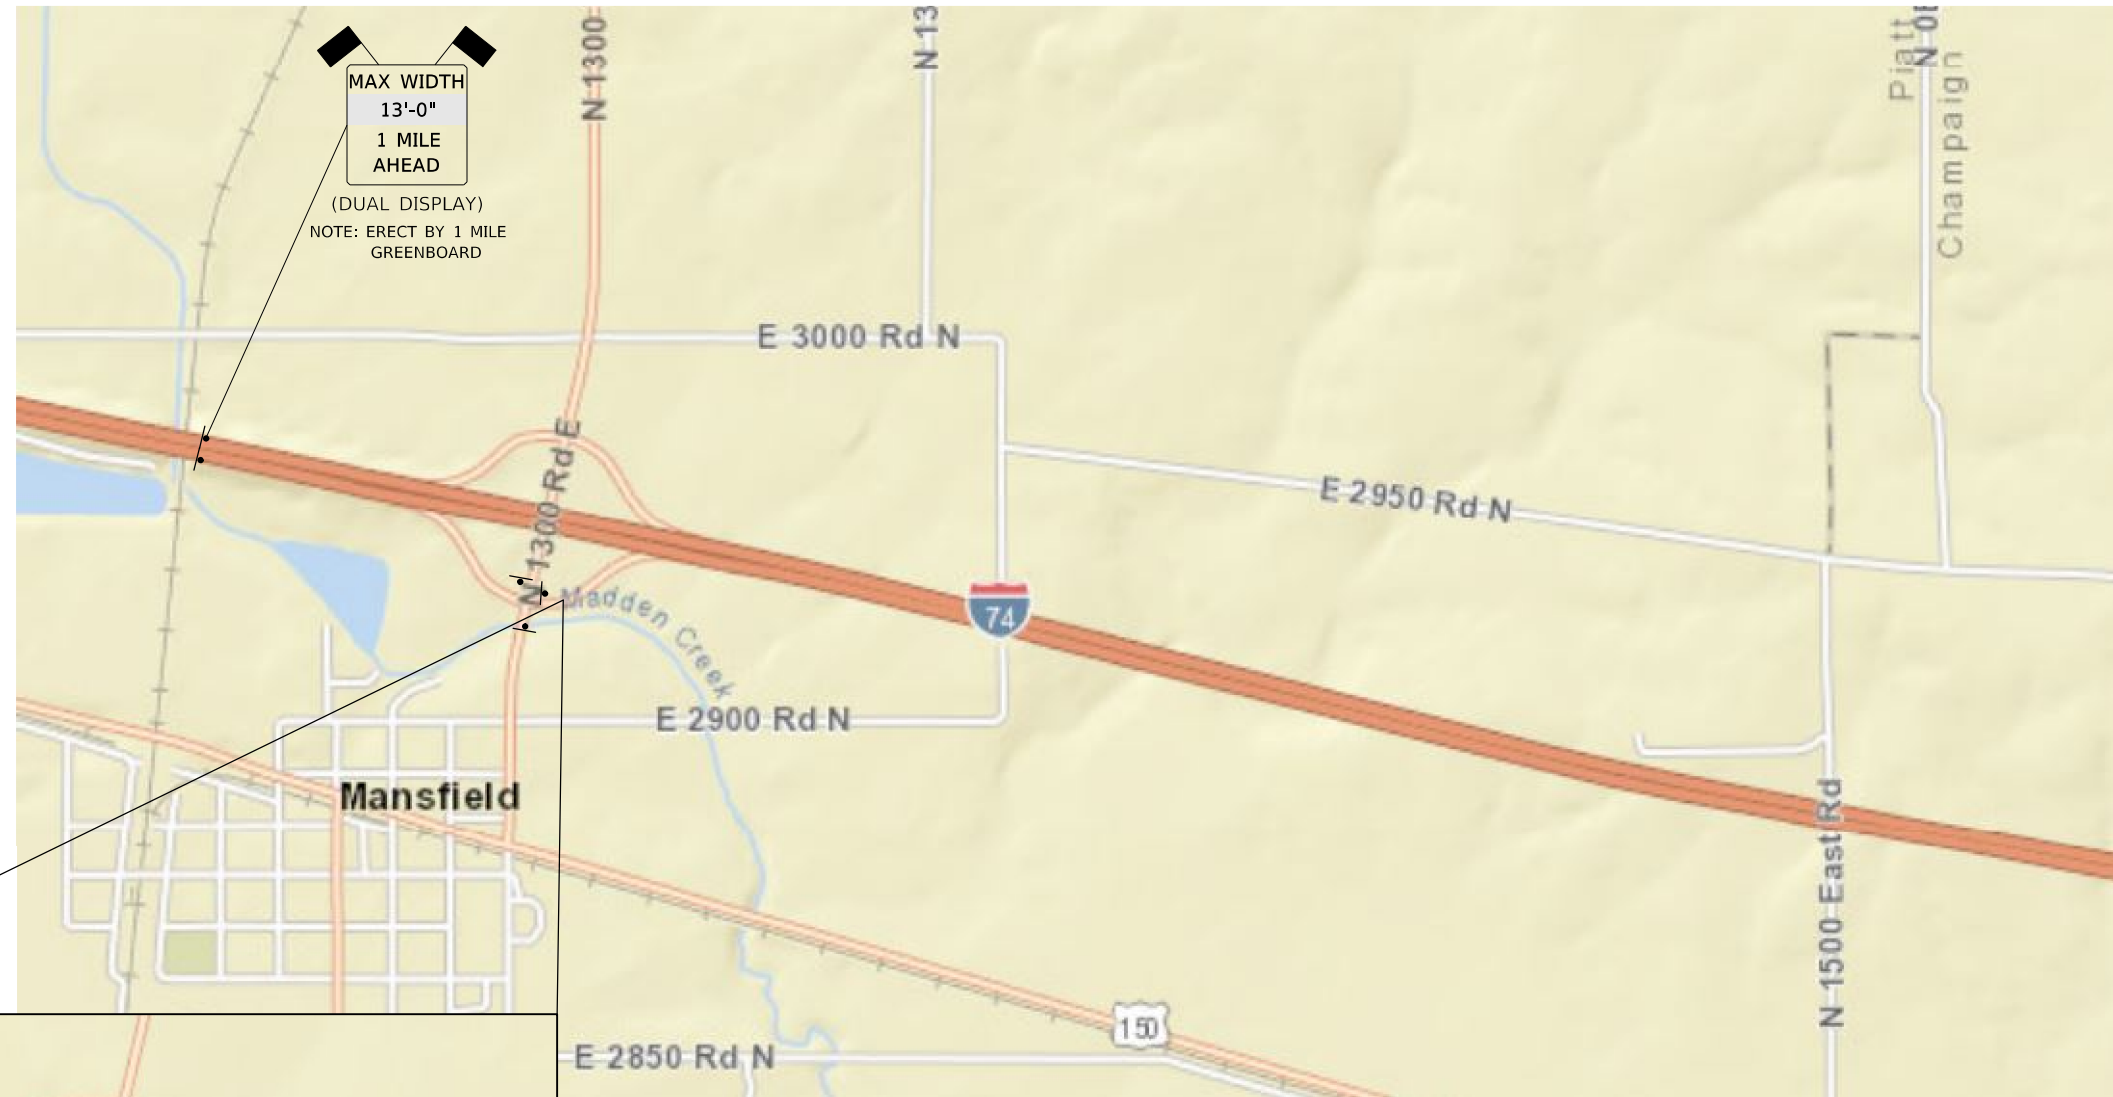 MAX WIDTH
13'-0"
1 MILE
AHEAD
(DUAL DISPLAY)
NOTE: ERECT BY 1 MILE
GREENBOARD
N 1300
N 13
Piatt
Champaign
E 3000 Rd N
N 1300 Rd E
E 2950 Rd N
74
Madden Creek
E 2900 Rd N
Mansfield
N 1500 East Rd
150
E 2850 Rd N